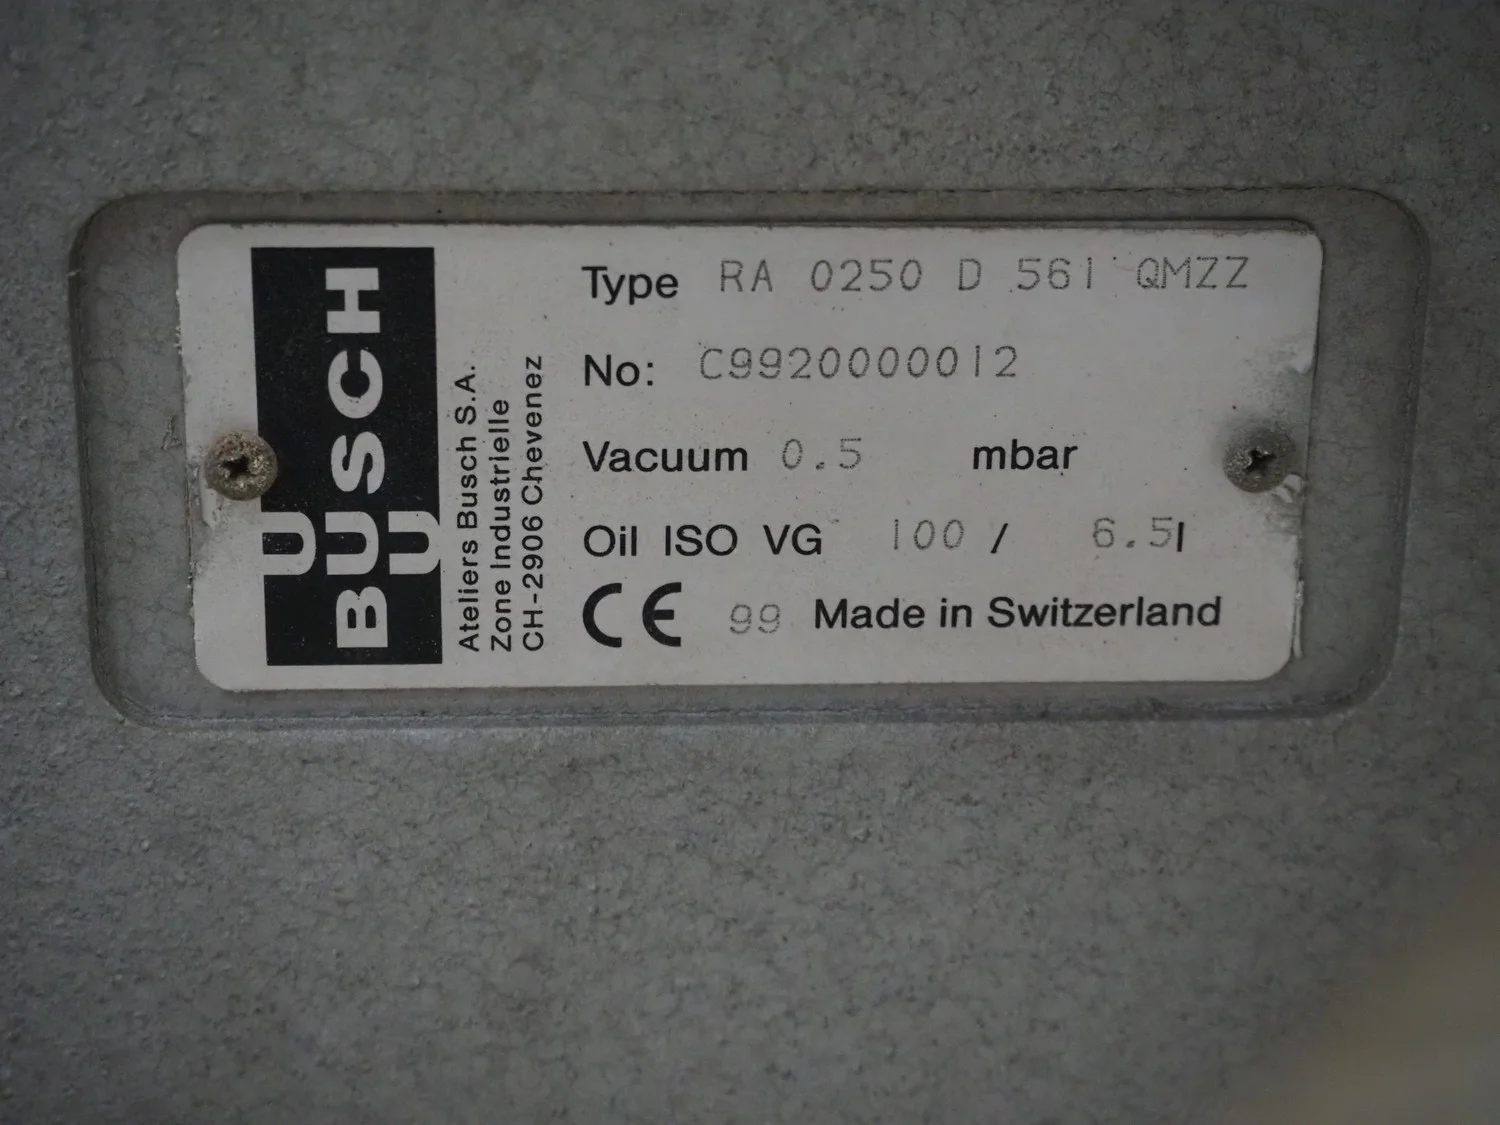 BUSCH
Ateliers Busch S.A.
Zone Industrielle
CH-2906 Chevenez
Type RA 0250 D 561 QMZZ
No: C9920000012
Vacuum 0.5 mbar
Oil ISO VG 100 / 6.5l
CE 99 Made in Switzerland